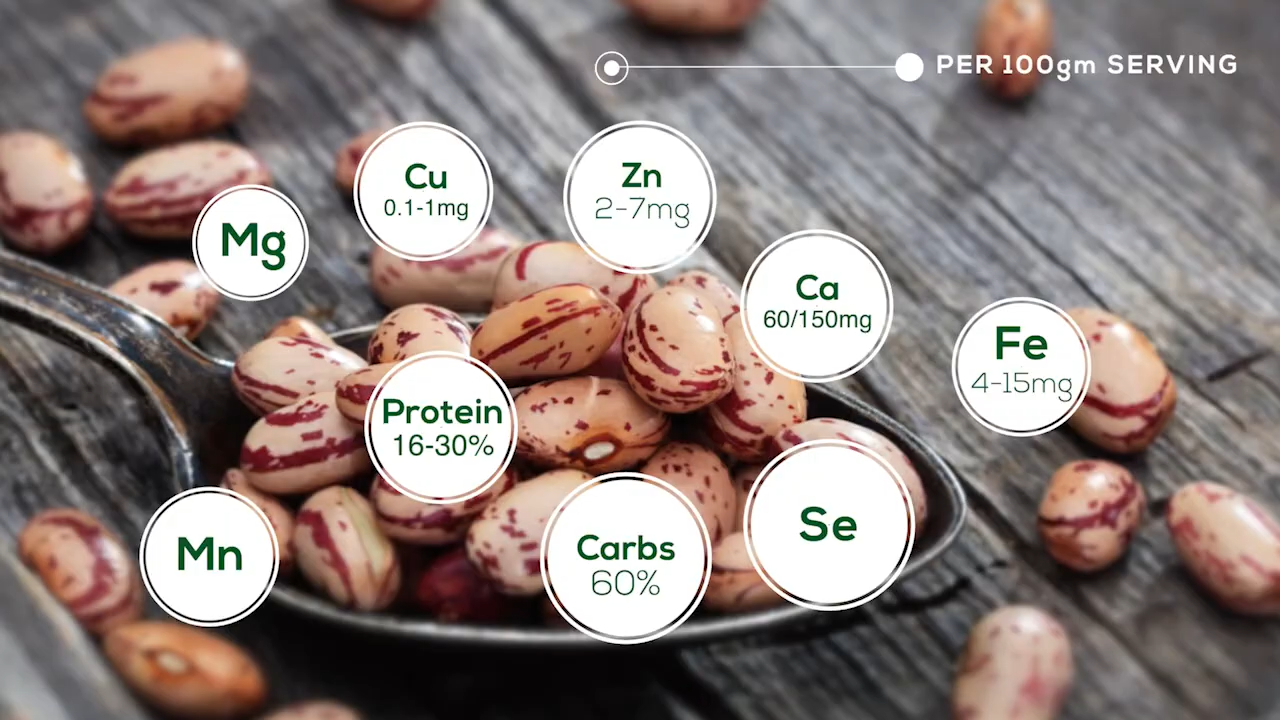 PER 100gm SERVING
Cu
0.1-1mg
Zn
2-7mg
Mg
Ca
60/150mg
Fe
4-15mg
Protein
16-30%
Se
Mn
Carbs
60%